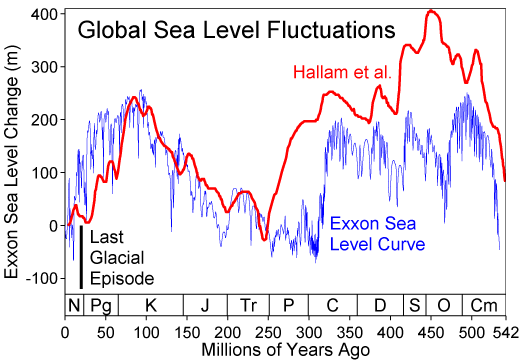 Global Sea Level Fluctuations
Exxon Sea Level Change (m)
400
300
200
100
0
-100
Hallam et al.
Exxon Sea
Level Curve
Last
Glacial
Episode
N Pg K J Tr P C D S O Cm
0 50 100 150 200 250 300 350 400 450 500 542
Millions of Years Ago